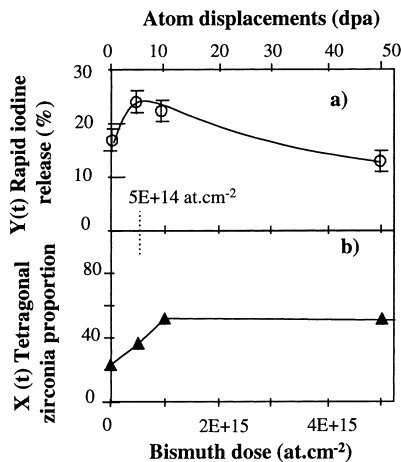 Atom displacements (dpa)
0 10 20 30 40 50
30
20
10
0
Y(t) Rapid iodine
release (%)
a)
5E+14 at.cm-2
b)
80
40
0
X (t) Tetragonal
zirconia proportion
0 2E+15 4E+15
Bismuth dose (at.cm-2)